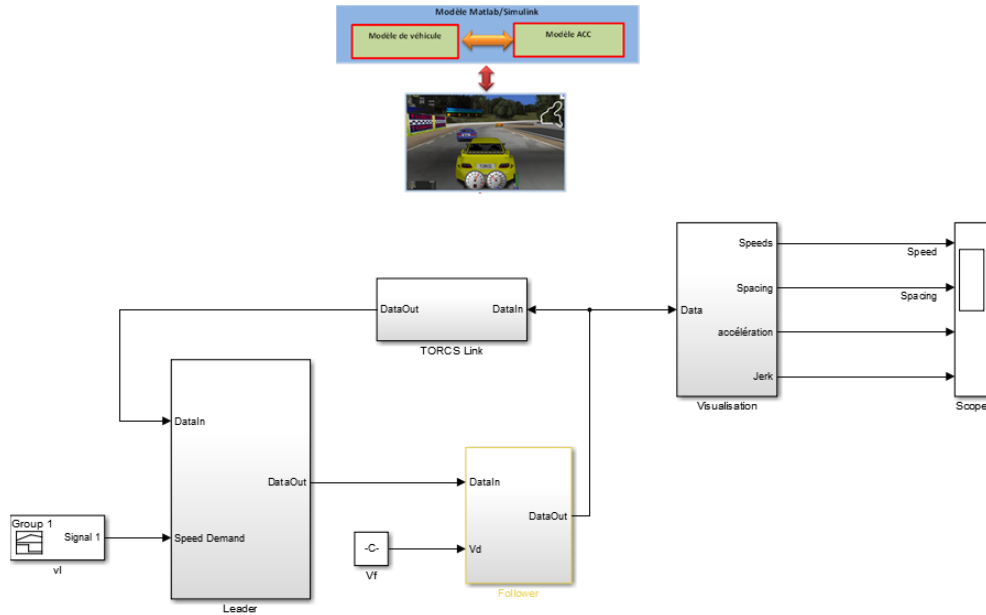 Modèle Matlab/Simulink
Modèle de véhicule
Modèle ACC
TORCS
Speeds
Speed
Spacing
Spacing
Data
accélération
Jerk
Visualisation
Scope
DataOut
DataIn
TORCS Link
DataIn
DataOut
Speed Demand
Leader
Group 1
Signal 1
vl
-C-
Vf
DataIn
DataOut
Vd
Follower